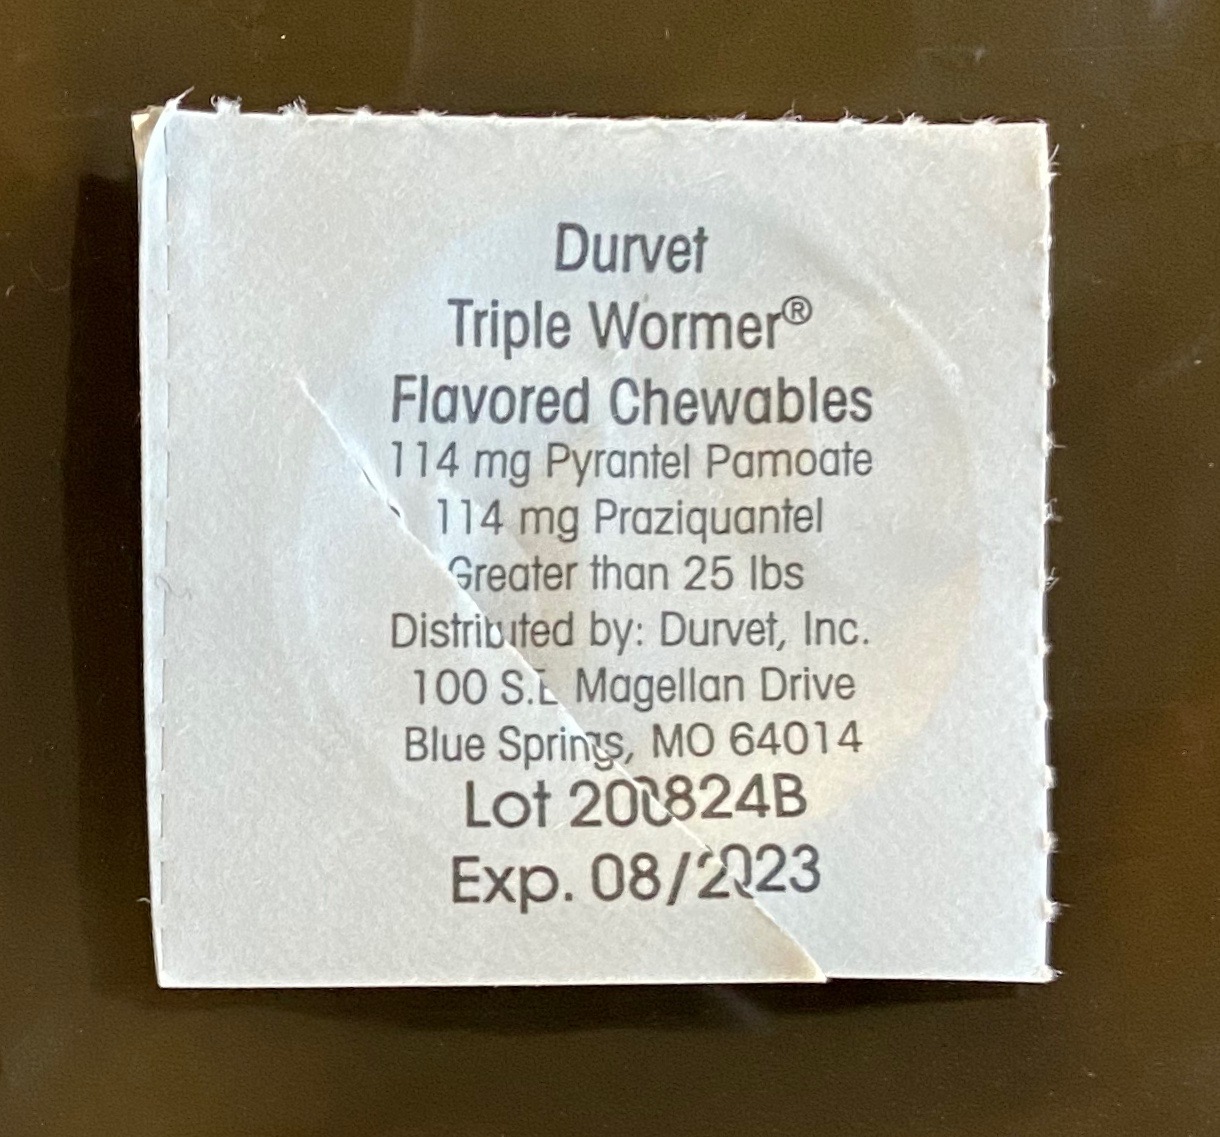 Durvet
Triple Wormer®
Flavored Chewables
114 mg Pyrantel Pamoate
114 mg Praziquantel
Greater than 25 lbs
Distributed by: Durvet, Inc.
100 S.E Magellan Drive
Blue Springs, MO 64014
Lot 200824B
Exp. 08/2023